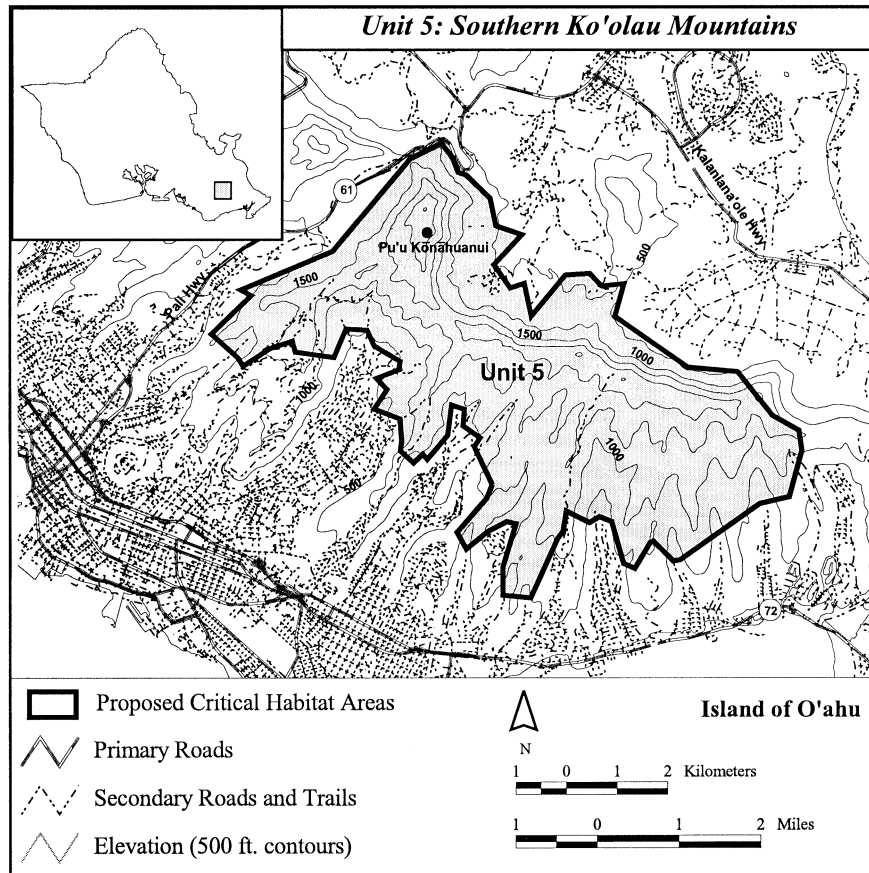 Unit 5: Southern Ko'olau Mountains
61
Kalaniana'ole Hwy
Pu'u Kōnāhuanui
500
Pali Hwy
1500
1500
1000
Unit 5
1000
1000
500
72
Proposed Critical Habitat Areas
Primary Roads
Secondary Roads and Trails
Elevation (500 ft. contours)
N
Island of O'ahu
1 0 1 2 Kilometers
1 0 1 2 Miles